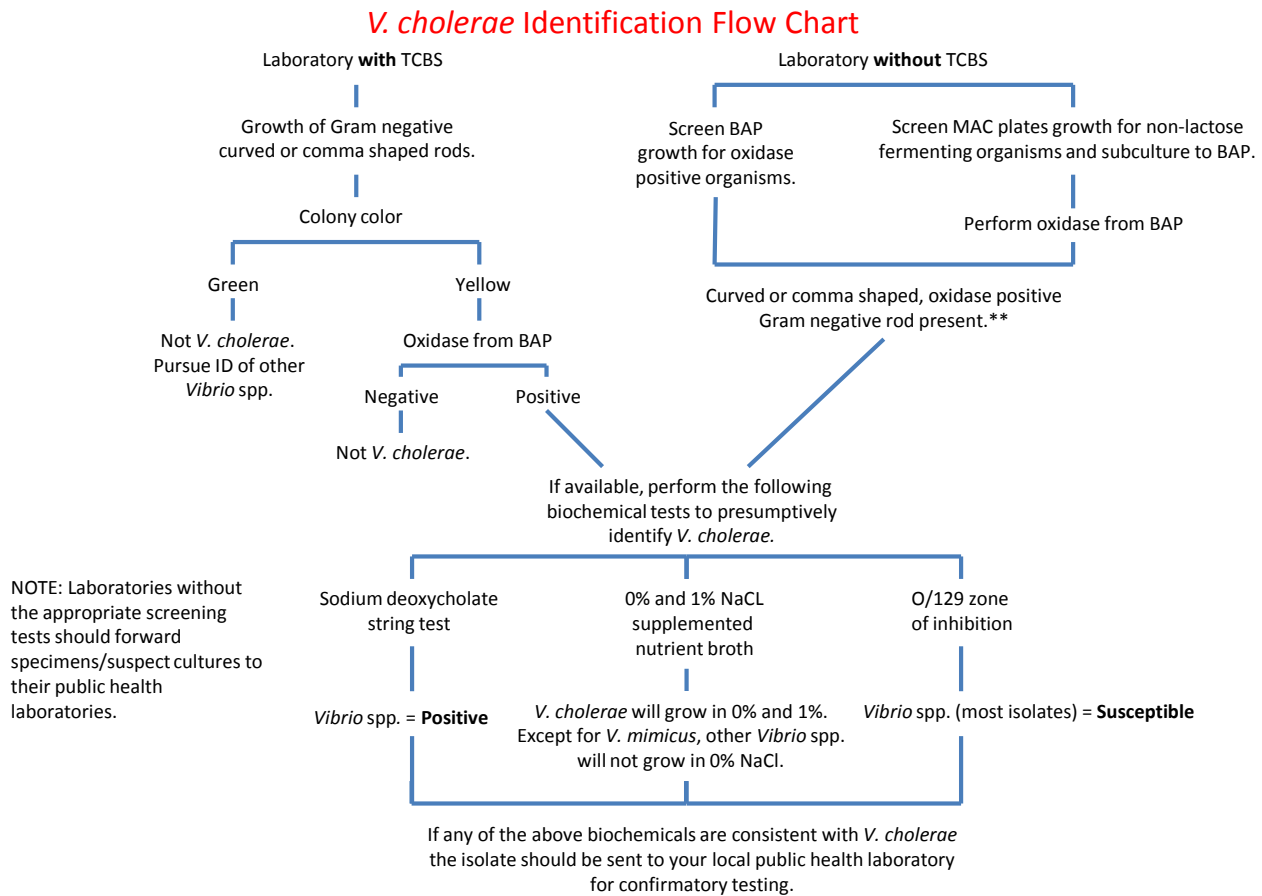 V. cholerae Identification Flow Chart
Laboratory with TCBS
Growth of Gram negative
curved or comma shaped rods.
Colony color
Green
Not V. cholerae.
Pursue ID of other
Vibrio spp.
Yellow
Oxidase from BAP
Negative
Not V. cholerae.
Positive
Laboratory without TCBS
Screen BAP
growth for oxidase
positive organisms.
Screen MAC plates growth for non-lactose
fermenting organisms and subculture to BAP.
Perform oxidase from BAP
Curved or comma shaped, oxidase positive
Gram negative rod present.**
If available, perform the following
biochemical tests to presumptively
identify V. cholerae.
NOTE: Laboratories without
the appropriate screening
tests should forward
specimens/suspect cultures to
their public health
laboratories.
Sodium deoxycholate
string test
Vibrio spp. = Positive
0% and 1% NaCL
supplemented
nutrient broth
V. cholerae will grow in 0% and 1%.
Except for V. mimicus, other Vibrio spp.
will not grow in 0% NaCl.
O/129 zone
of inhibition
Vibrio spp. (most isolates) = Susceptible
If any of the above biochemicals are consistent with V. cholerae
the isolate should be sent to your local public health laboratory
for confirmatory testing.